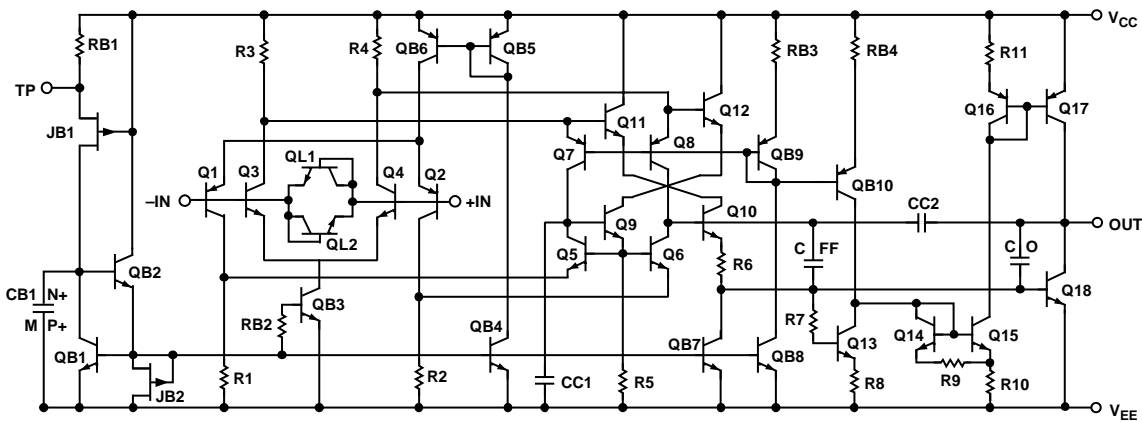 V_CC
RB1
R3
R4
QB6
QB5
RB3
RB4
R11
TP
JB1
Q11
Q12
Q16
Q17
Q7
Q8
QB9
Q1
Q3
QL1
Q4
Q2
QB10
–IN
+IN
CC2
OUT
QL2
Q9
Q10
Q5
Q6
R6
C FF
C O
QB2
CB1 N+
M P+
QB3
RB2
R7
Q18
QB1
QB4
QB7
QB8
Q13
Q14
Q15
JB2
R1
R2
CC1
R5
R8
R9
R10
V_EE